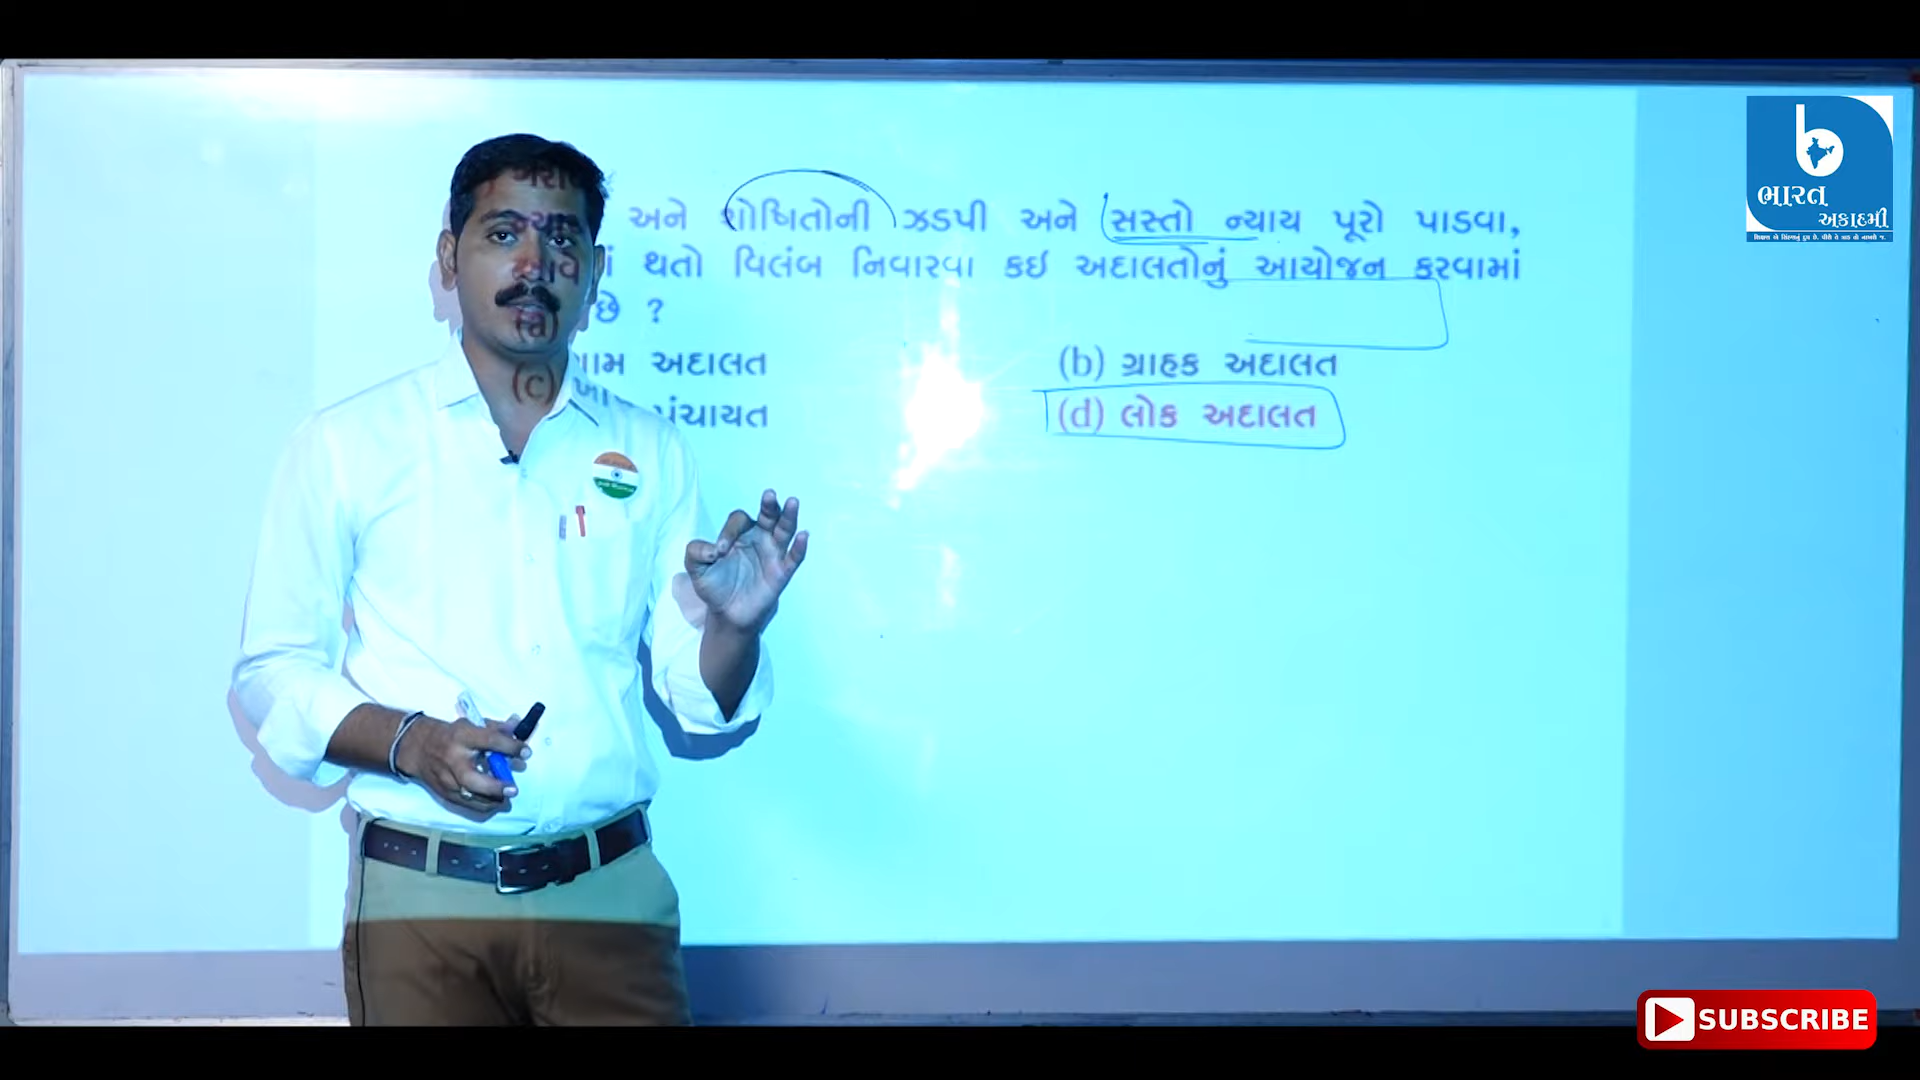 અને શોષિતોની ઝડપી અને સસ્તો ન્યાય પૂરો પાડવા,
થતો વિલંબ નિવારવા કઇ અદાલતોનું આયોજન કરવામાં
છે ?
અદાલત
(b) ગ્રાહક અદાલત
(c) પંચાયત
(d) લોક અદાલત
b
ભારત
અકાદમી
SUBSCRIBE